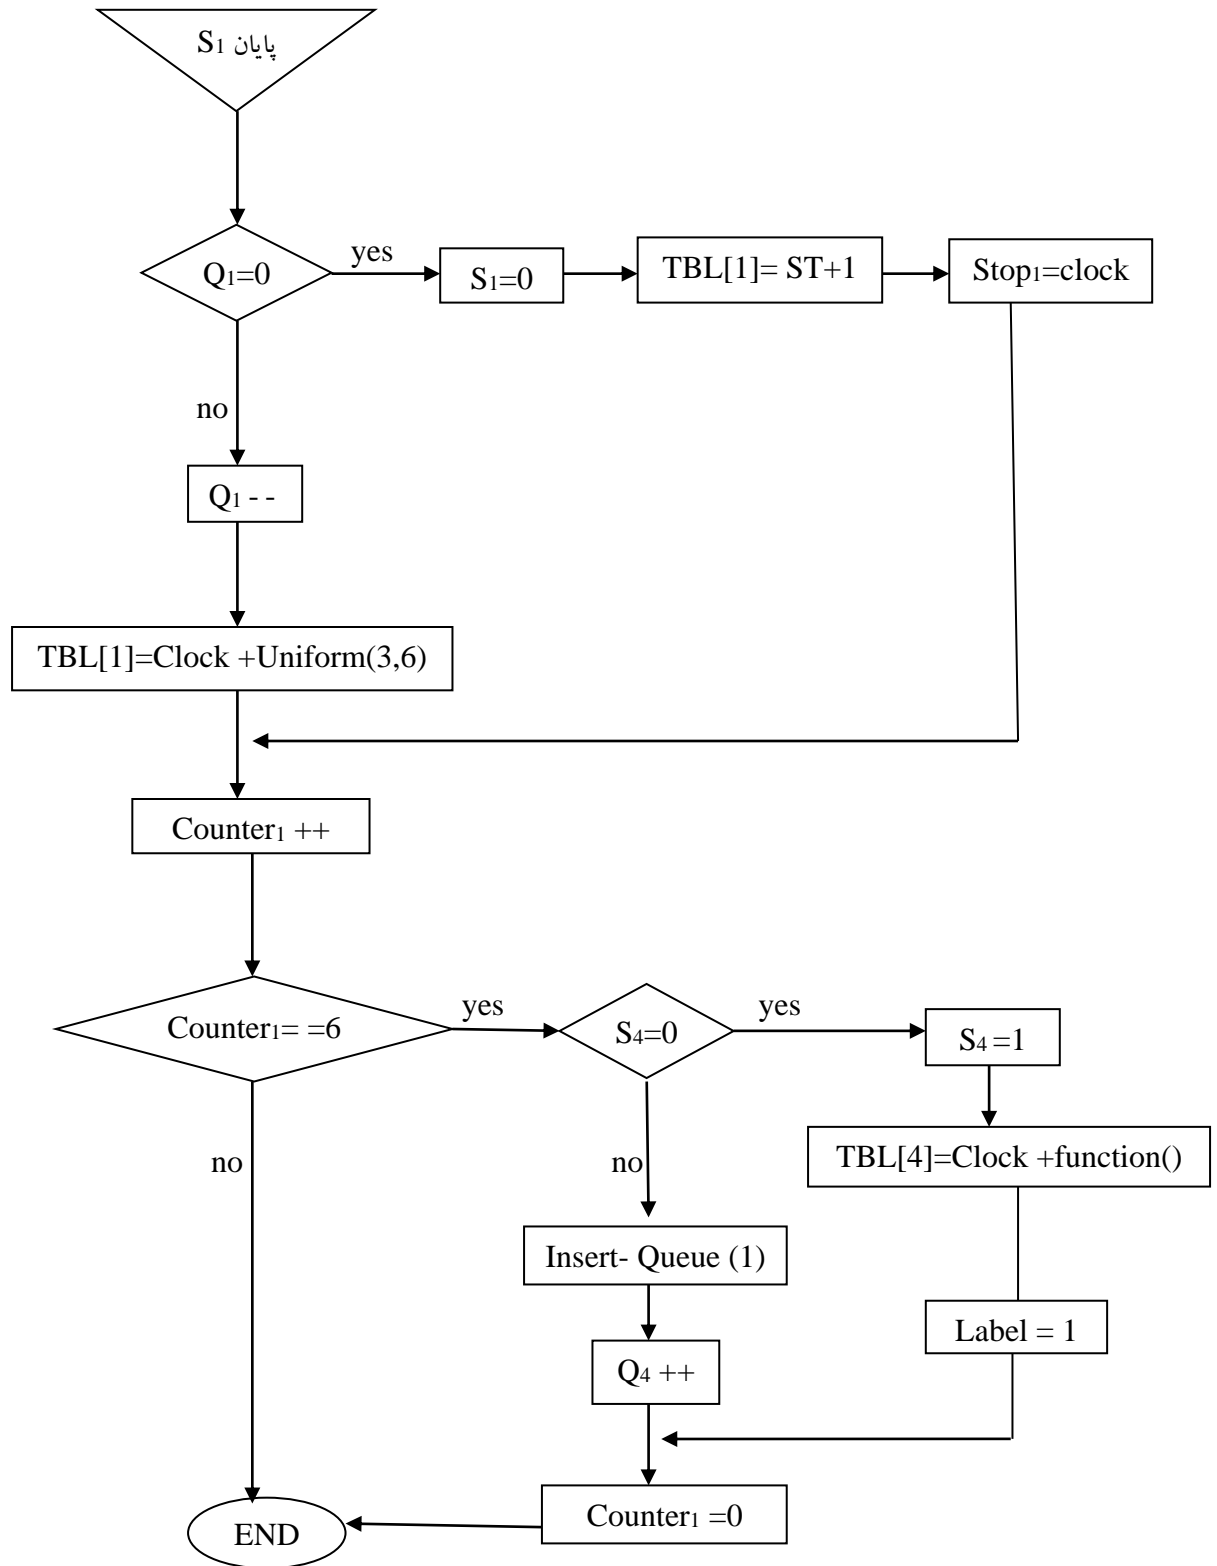 پایان S₁
Q₁=0
yes
S₁=0
TBL[1]= ST+1
Stop₁=clock
no
Q₁ - -
TBL[1]=Clock +Uniform(3,6)
Counter₁ ++
Counter₁= =6
yes
S₄=0
yes
S₄ =1
no
no
TBL[4]=Clock +function()
Insert- Queue (1)
Label = 1
Q₄ ++
Counter₁ =0
END